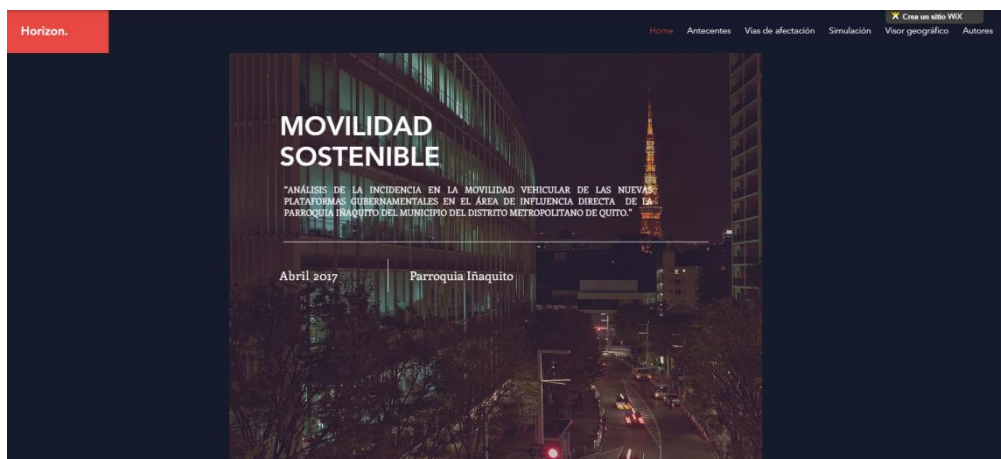 Crea un sitio WiX
Horizon.
Home Antecentes Vías de afectación Simulación Visor geográfico Autores
MOVILIDAD
SOSTENIBLE
"ANÁLISIS DE LA INCIDENCIA EN LA MOVILIDAD VEHICULAR DE LAS NUEVAS
PLATAFORMAS GUBERNAMENTALES EN EL ÁREA DE INFLUENCIA DIRECTA DE LA
PARROQUIA IÑAQUITO DEL MUNICIPIO DEL DISTRITO METROPOLITANO DE QUITO."
Abril 2017 Parroquia Iñaquito